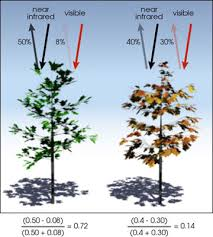 near infrared visible near infrared visible
50% 8% 40% 30%
(0.50 - 0.08)
(0.50 + 0.08) = 0.72
(0.4 - 0.30)
(0.4 + 0.30) = 0.14